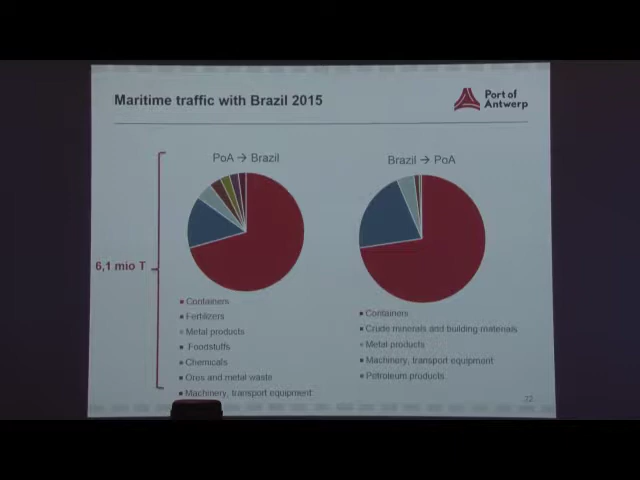 Maritime traffic with Brazil 2015
Port of
Antwerp
PoA → Brazil
Brazil → PoA
6,1 mio T
Containers
Fertilizers
Metal products
Foodstuffs
Chemicals
Ores and metal waste
Machinery, transport equipment
Containers
Crude minerals and building materials
Metal products
Machinery, transport equipment
Petroleum products